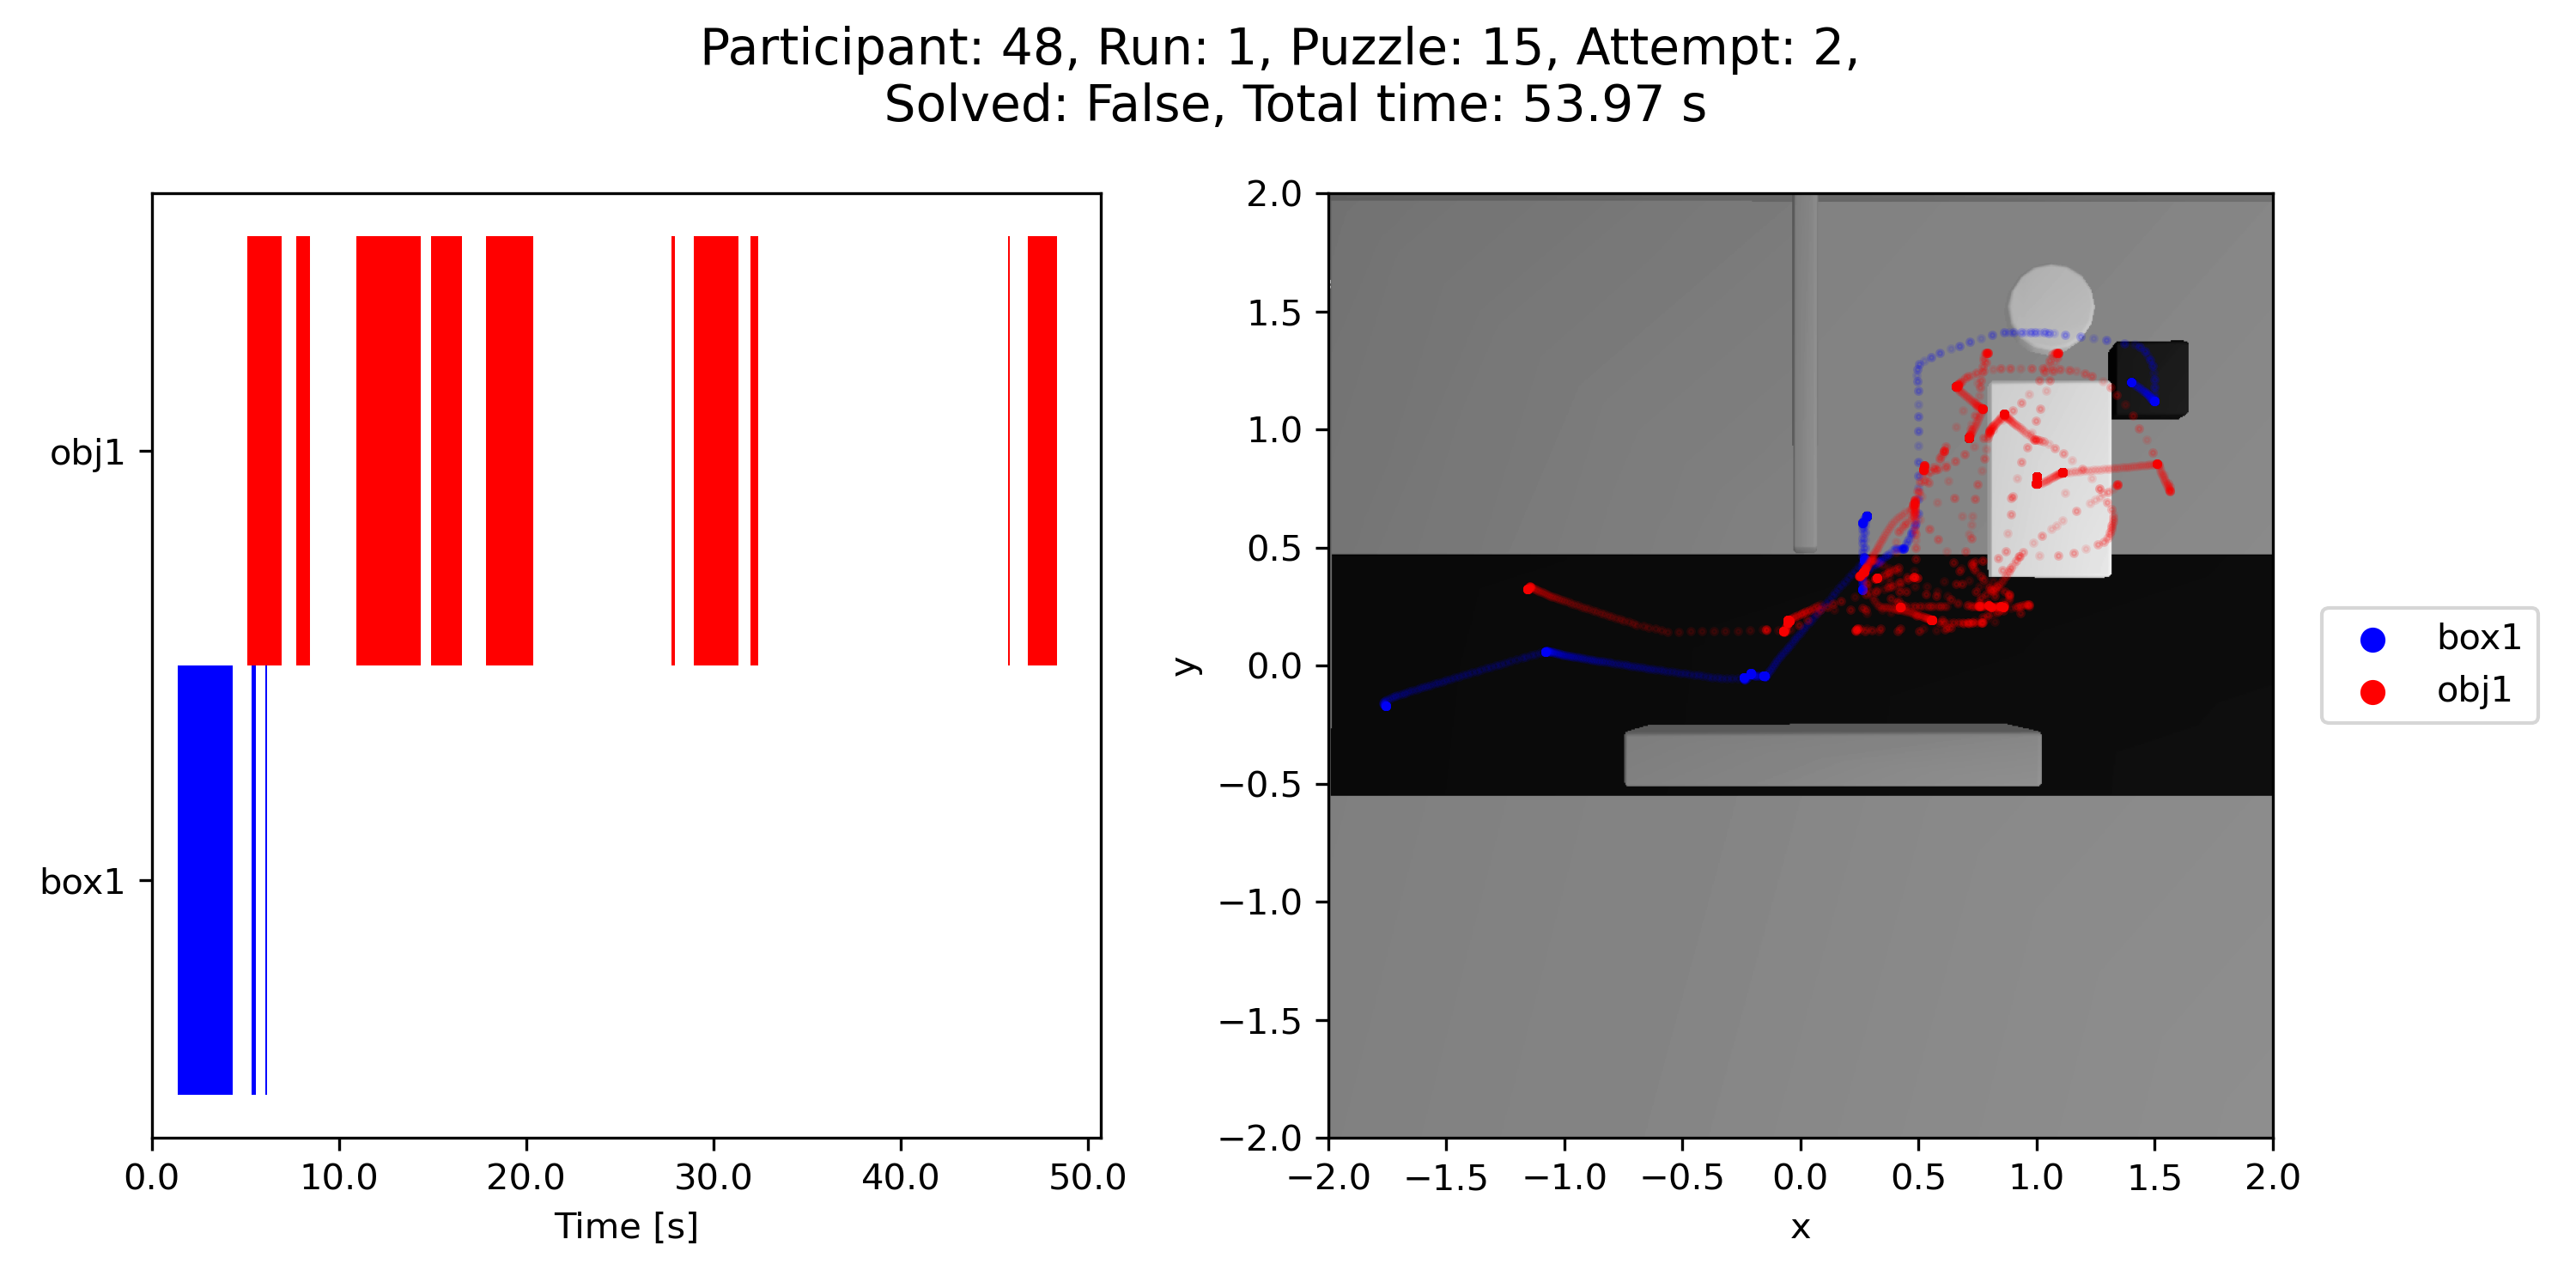 Participant: 48, Run: 1, Puzzle: 15, Attempt: 2,
Solved: False, Total time: 53.97 s
obj1
box1
0.0 10.0 20.0 30.0 40.0 50.0
Time [s]
2.0
1.5
1.0
0.5
0.0
−0.5
−1.0
−1.5
−2.0
y
−2.0 −1.5 −1.0 −0.5 0.0 0.5 1.0 1.5 2.0
x
box1
obj1